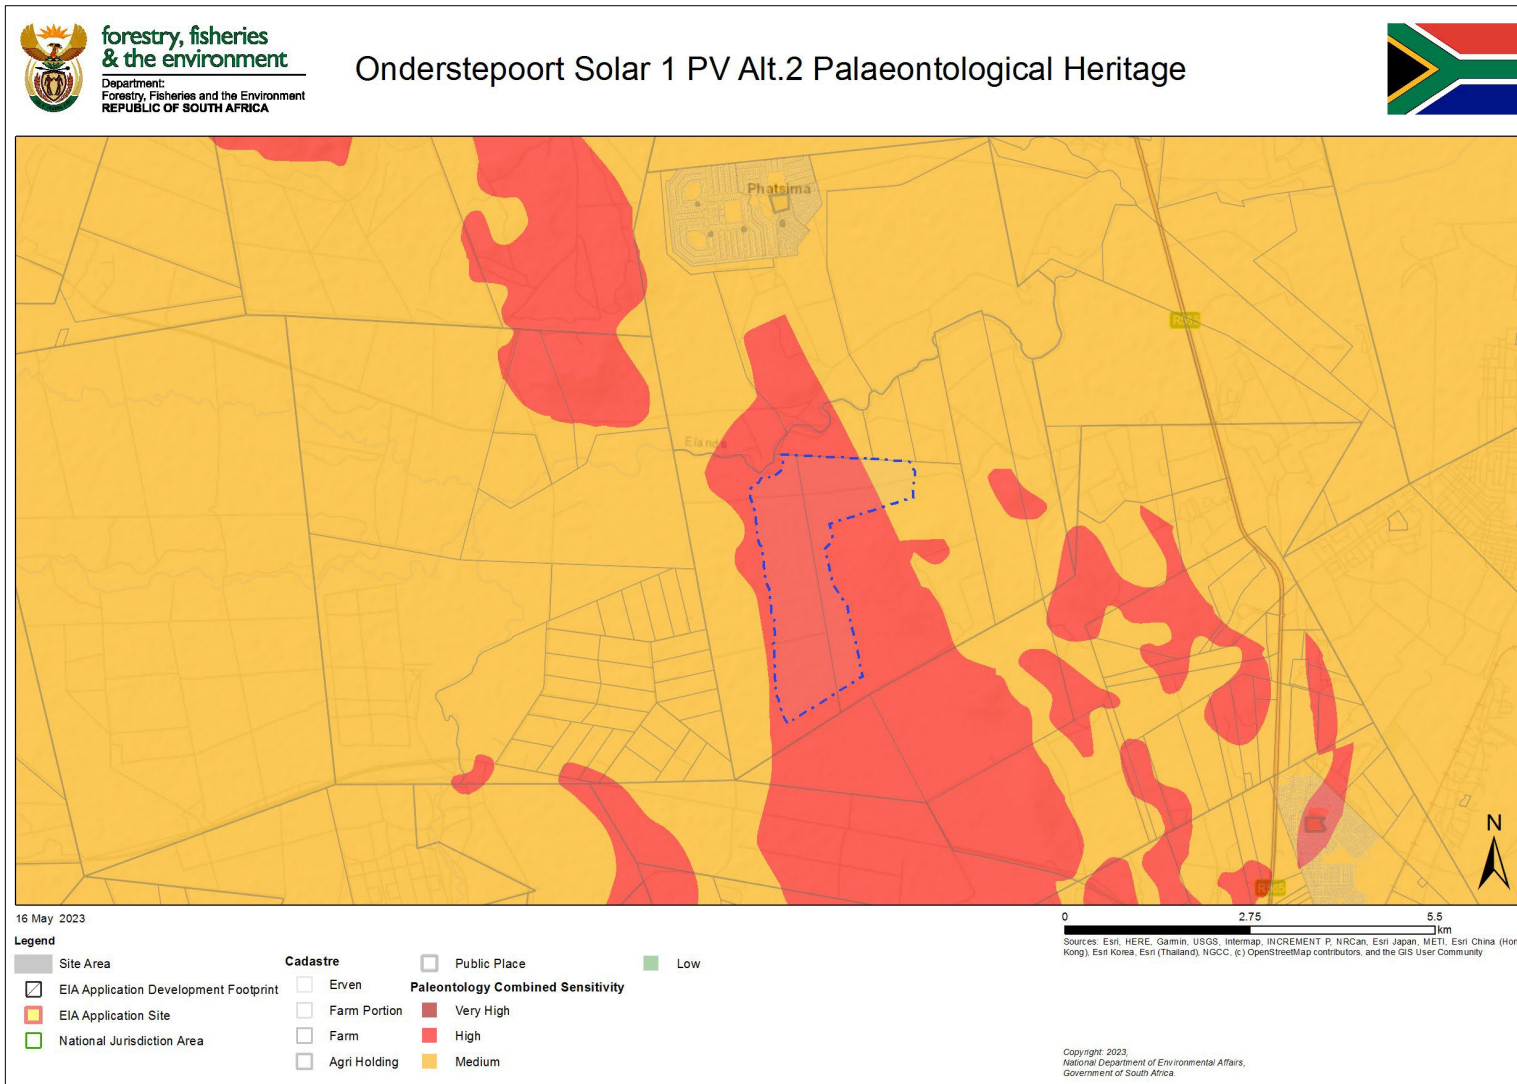 forestry, fisheries
& the environment
Department:
Forestry, Fisheries and the Environment
REPUBLIC OF SOUTH AFRICA
Onderstepoort Solar 1 PV Alt.2 Palaeontological Heritage
Phatsima
Elands
16 May 2023
Legend
Site Area
EIA Application Development Footprint
EIA Application Site
National Jurisdiction Area
Cadastre
Erven
Farm Portion
Farm
Agri Holding
Public Place
Paleontology Combined Sensitivity
Very High
High
Medium
Low
N
0 2.75 5.5
km
Sources: Esri, HERE, Garmin, USGS, Intermap, INCREMENT P, NRCan, Esri Japan, METI, Esri China (Hon
Kong), Esri Korea, Esri (Thailand), NGCC, (c) OpenStreetMap contributors, and the GIS User Community
Copyright: 2023,
National Department of Environmental Affairs,
Government of South Africa.